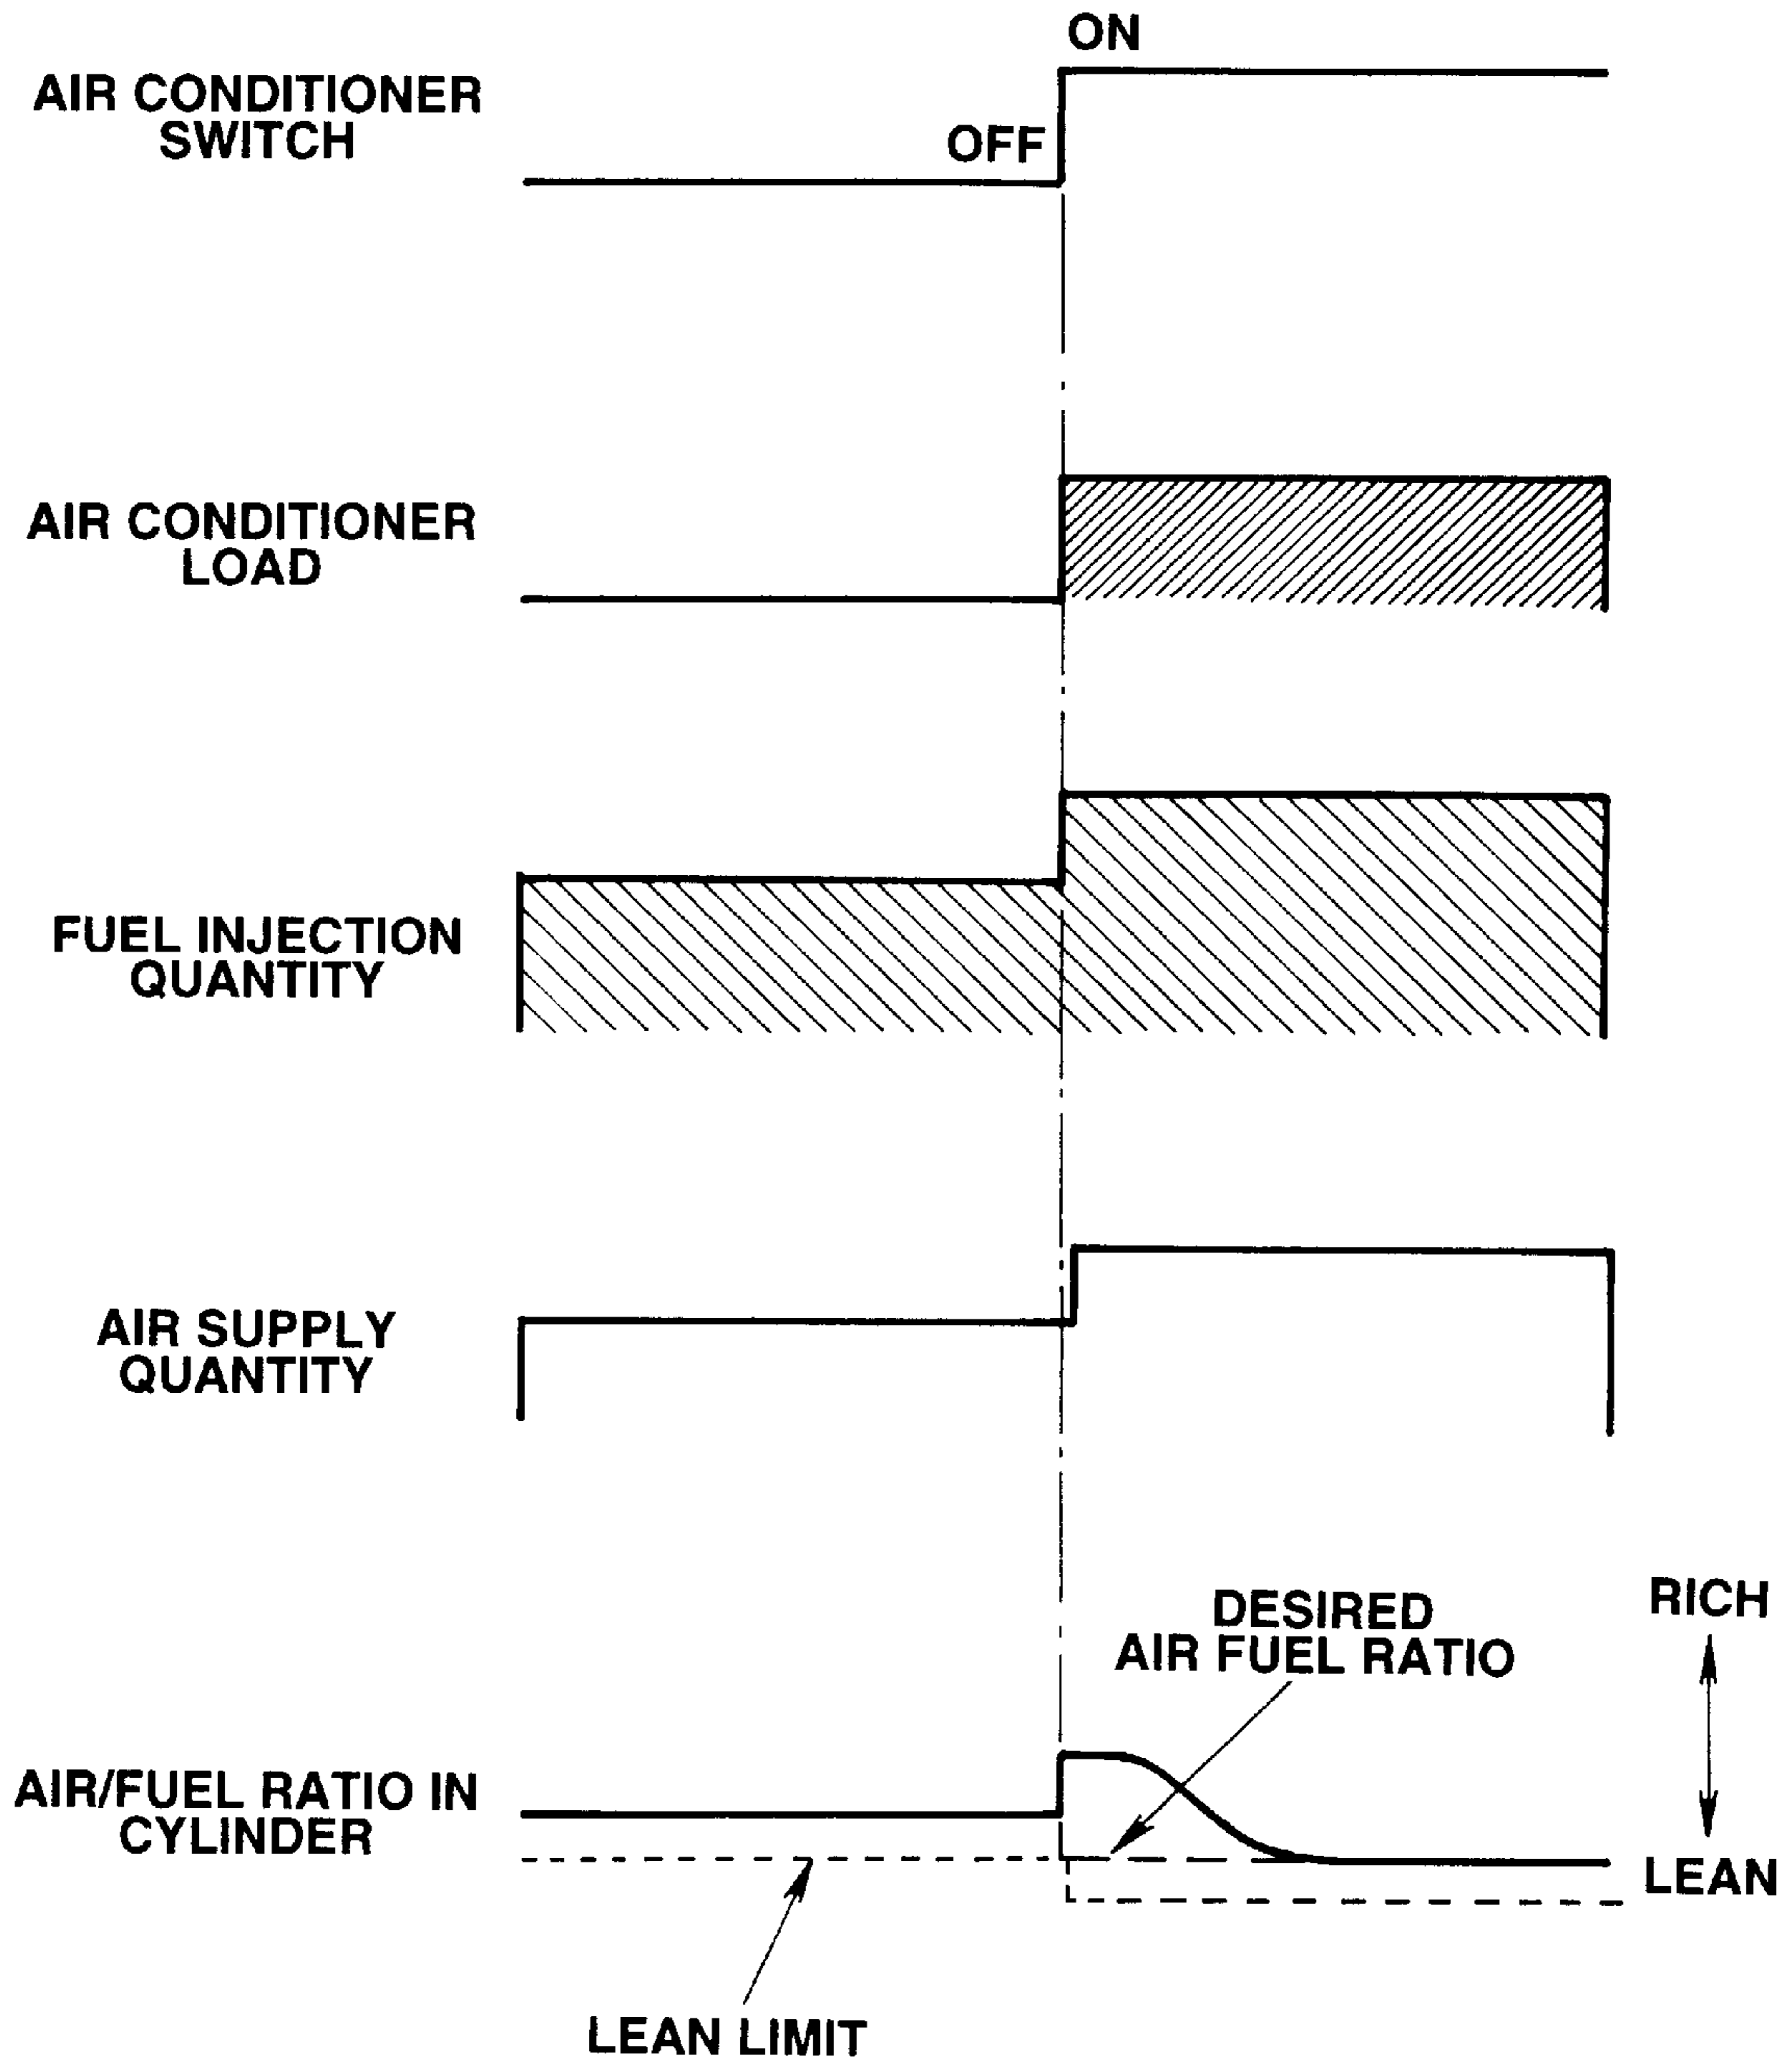 ON
AIR CONDITIONER
SWITCH
OFF
AIR CONDITIONER
LOAD
FUEL INJECTION
QUANTITY
AIR SUPPLY
QUANTITY
RICH
DESIRED
AIR FUEL RATIO
AIR/FUEL RATIO IN
CYLINDER
LEAN
LEAN LIMIT